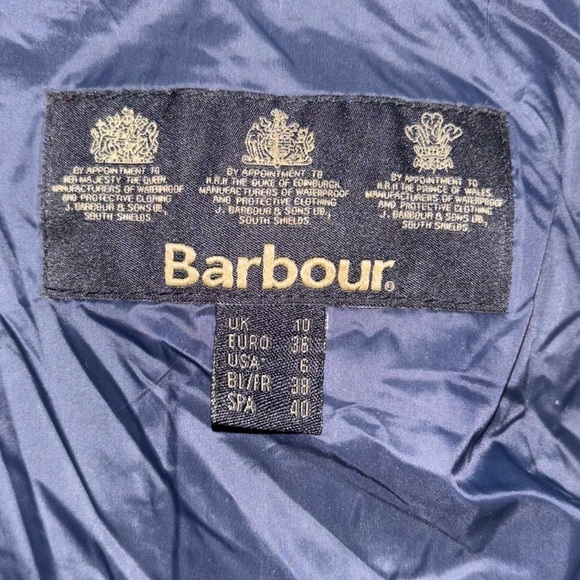 BY APPOINTMENT TO
HER MAJESTY THE QUEEN
MANUFACTURERS OF WATERPROOF
AND PROTECTIVE CLOTHING
J. BARBOUR & SONS LTD.
SOUTH SHIELDS
BY APPOINTMENT TO
H.R.H THE DUKE OF EDINBURGH
MANUFACTURERS OF WATERPROOF
AND PROTECTIVE CLOTHING
J. BARBOUR & SONS LTD.
SOUTH SHIELDS
BY APPOINTMENT TO
H.R.H THE PRINCE OF WALES
MANUFACTURERS OF WATERPROOF
AND PROTECTIVE CLOTHING
J. BARBOUR & SONS LTD.
SOUTH SHIELDS
Barbour®
UK 10
EURO 36
USA 6
BL/FR 38
SPA 40